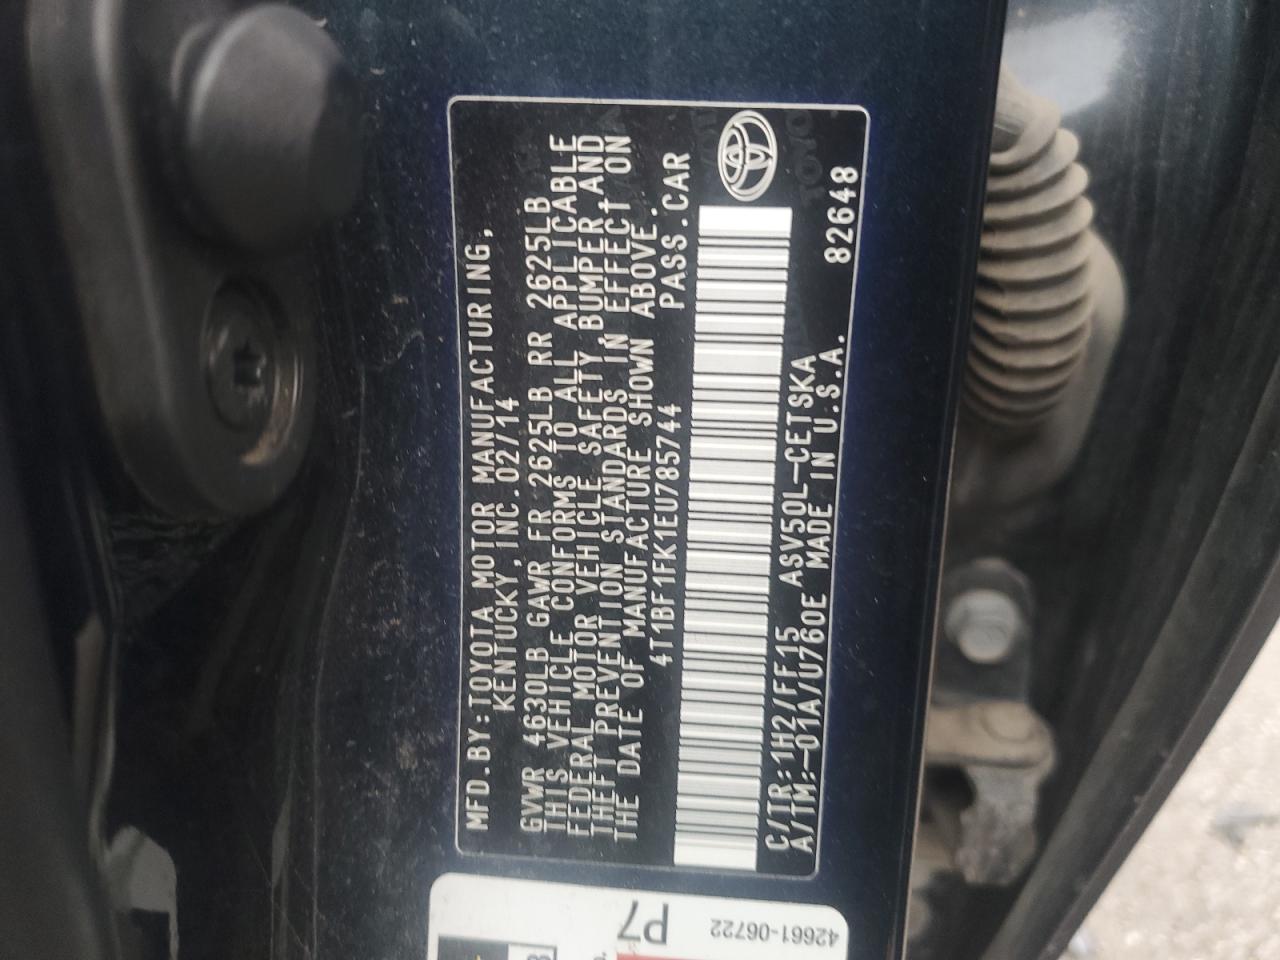 MFD.BY:TOYOTA MOTOR MANUFACTURING,
KENTUCKY,INC.02/14
GVWR 4630LB GAWR FR 2625LB RR 2625LB
THIS VEHICLE CONFORMS TO ALL APPLICABLE
FEDERAL MOTOR VEHICLE SAFETY,BUMPER,AND
THEFT PREVENTION STANDARDS IN EFFECT ON
THE DATE OF MANUFACTURE SHOWN ABOVE.
4T1BF1FK1EU785744 PASS.CAR
C/TR:1H2/FF15 ASV50L-CETSKA
A/TM:-01A/U760E MADE IN U.S.A. 82648
P7
42661-06722